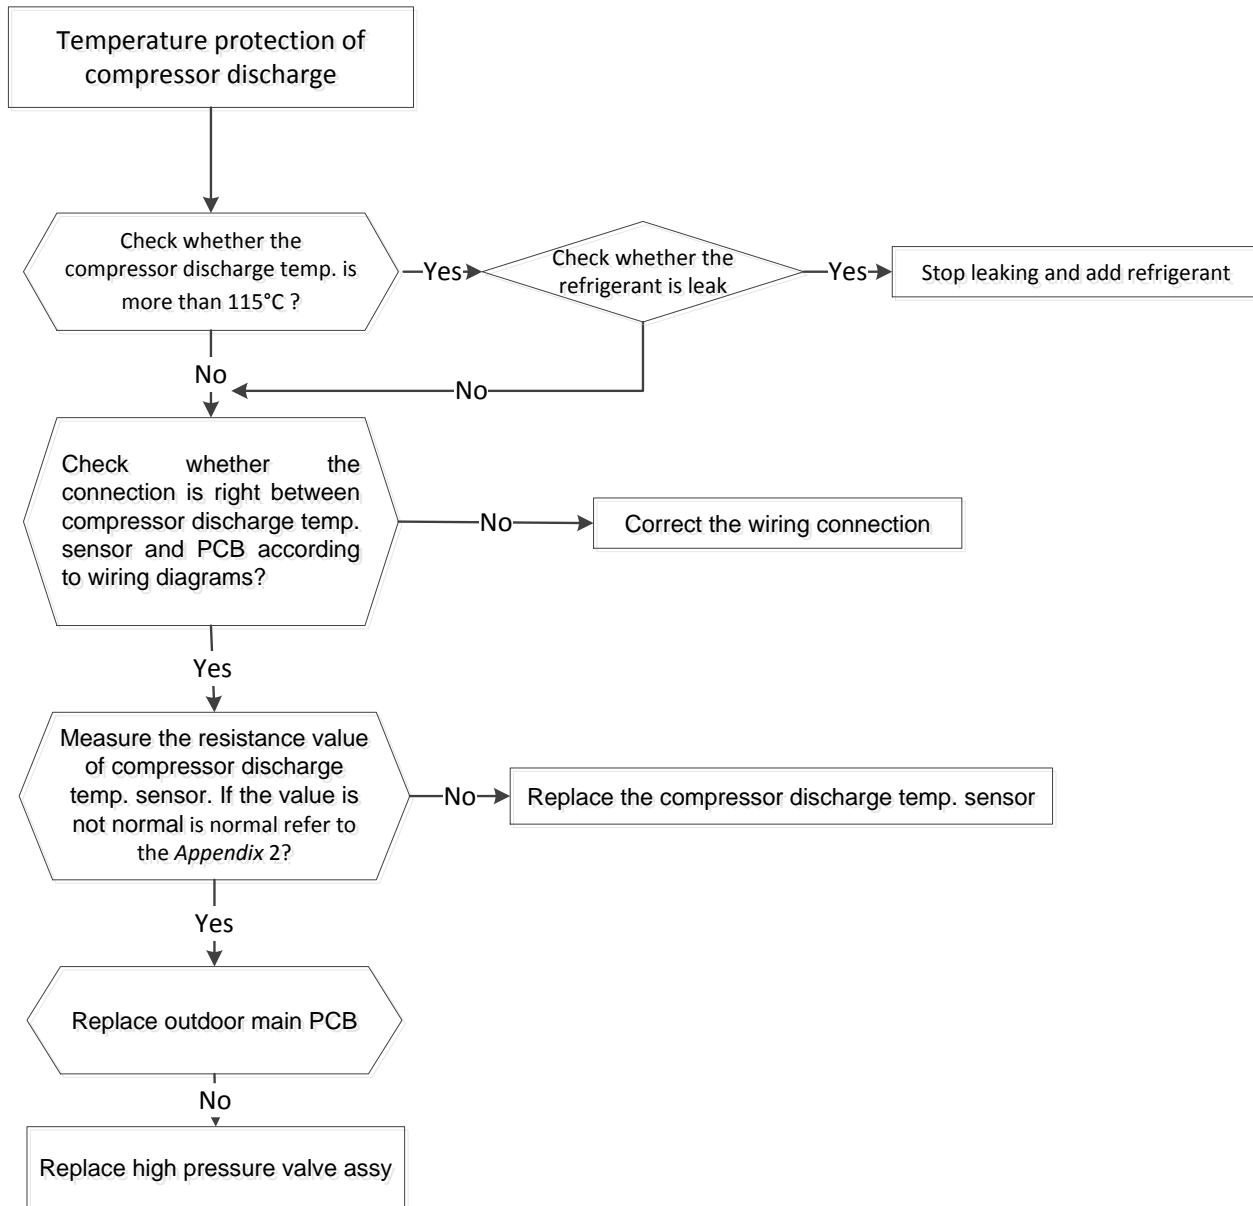 Temperature protection of
compressor discharge
Check whether the
compressor discharge temp. is
more than 115°C ?
Yes
Check whether the
refrigerant is leak
Yes
Stop leaking and add refrigerant
No
No
Check whether the
connection is right between
compressor discharge temp.
sensor and PCB according
to wiring diagrams?
No
Correct the wiring connection
Yes
Measure the resistance value
of compressor discharge
temp. sensor. If the value is
not normal is normal refer to
the Appendix 2?
No
Replace the compressor discharge temp. sensor
Yes
Replace outdoor main PCB
No
Replace high pressure valve assy